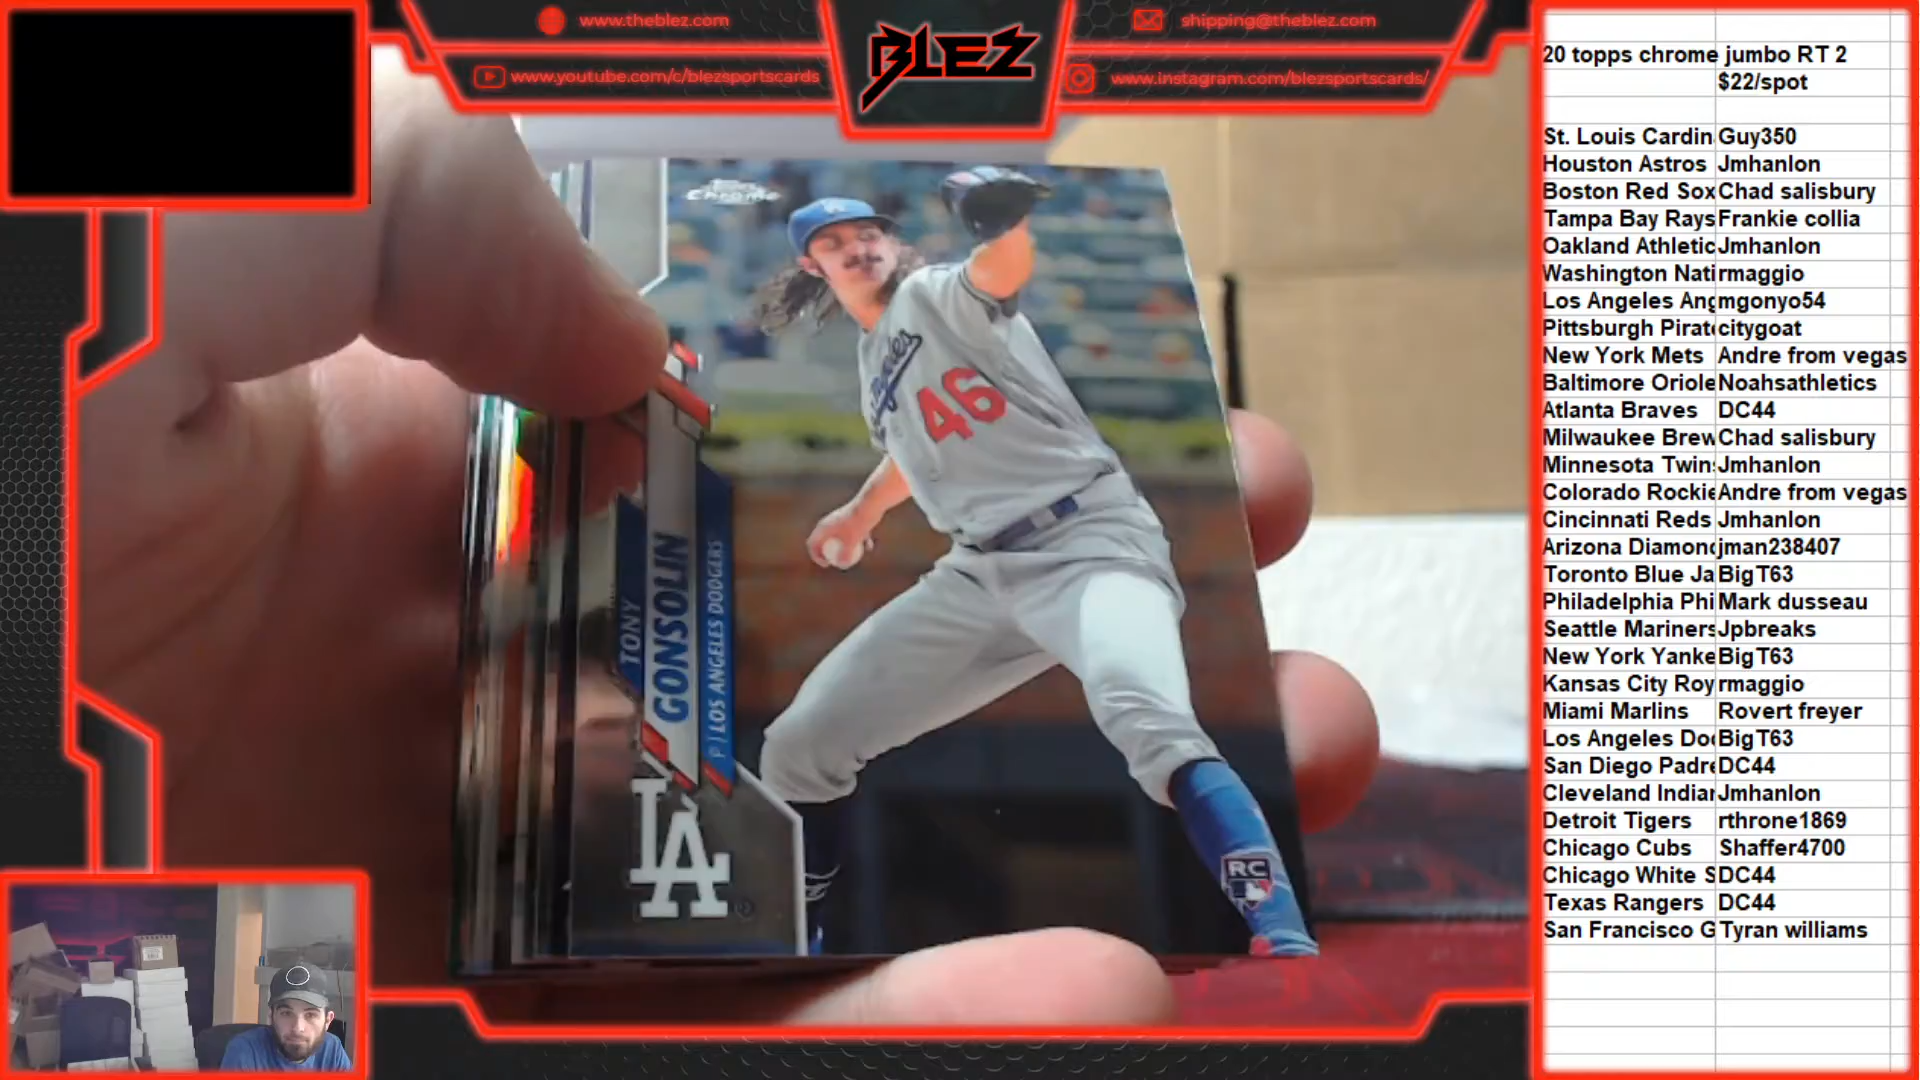 www.theblez.com
shipping@theblez.com
BLEZ
www.youtube.com/c/blezsportscards
www.instagram.com/blezsportscards/
20 topps chrome jumbo RT 2
$22/spot
St. Louis Cardin Guy350
Houston Astros Jmhanlon
Boston Red Sox Chad salisbury
Tampa Bay Rays Frankie collia
Oakland Athletic Jmhanlon
Washington Nati rmaggio
Los Angeles Ang mgonyo54
Pittsburgh Pirate citygoat
New York Mets Andre from vegas
Baltimore Oriole Noahsathletics
Atlanta Braves DC44
Milwaukee Brew Chad salisbury
Minnesota Twins Jmhanlon
Colorado Rockie Andre from vegas
Cincinnati Reds Jmhanlon
Arizona Diamond jman238407
Toronto Blue Ja BigT63
Philadelphia Phi Mark dusseau
Seattle Mariners Jpbreaks
New York Yanke BigT63
Kansas City Roy rmaggio
Miami Marlins Rovert freyer
Los Angeles Dod BigT63
San Diego Padre DC44
Cleveland Indian Jmhanlon
Detroit Tigers rthrone1869
Chicago Cubs Shaffer4700
Chicago White S DC44
Texas Rangers DC44
San Francisco G Tyran williams
Topps
Chrome
Los Angeles
46
TONY
GONSOLIN
P | LOS ANGELES DODGERS
LA
RC